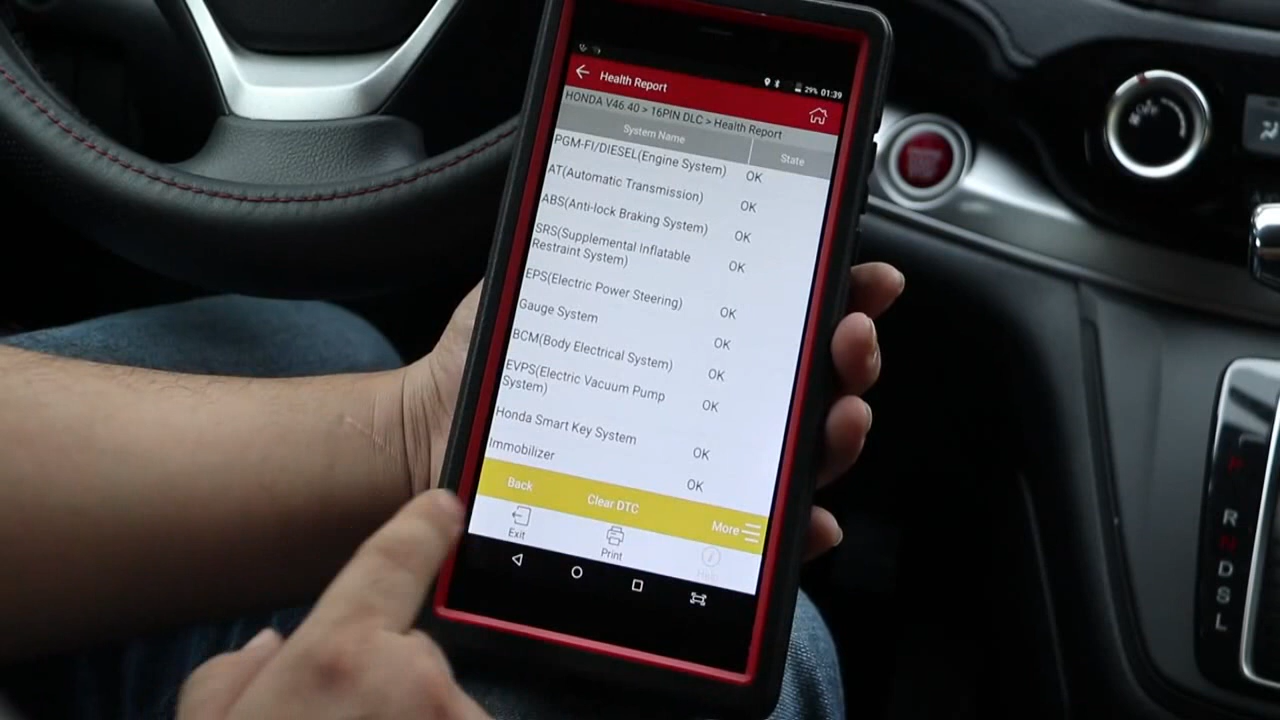 29% 01:39
Health Report
HONDA V46.40 > 16PIN DLC > Health Report
System Name State
PGM-FI/DIESEL(Engine System) OK
AT(Automatic Transmission) OK
ABS(Anti-lock Braking System) OK
SRS(Supplemental Inflatable
Restraint System) OK
EPS(Electric Power Steering) OK
Gauge System OK
BCM(Body Electrical System) OK
EVPS(Electric Vacuum Pump
System) OK
Honda Smart Key System OK
Immobilizer OK
Back Clear DTC More
Exit Print Help
P
R
N
D
S
L